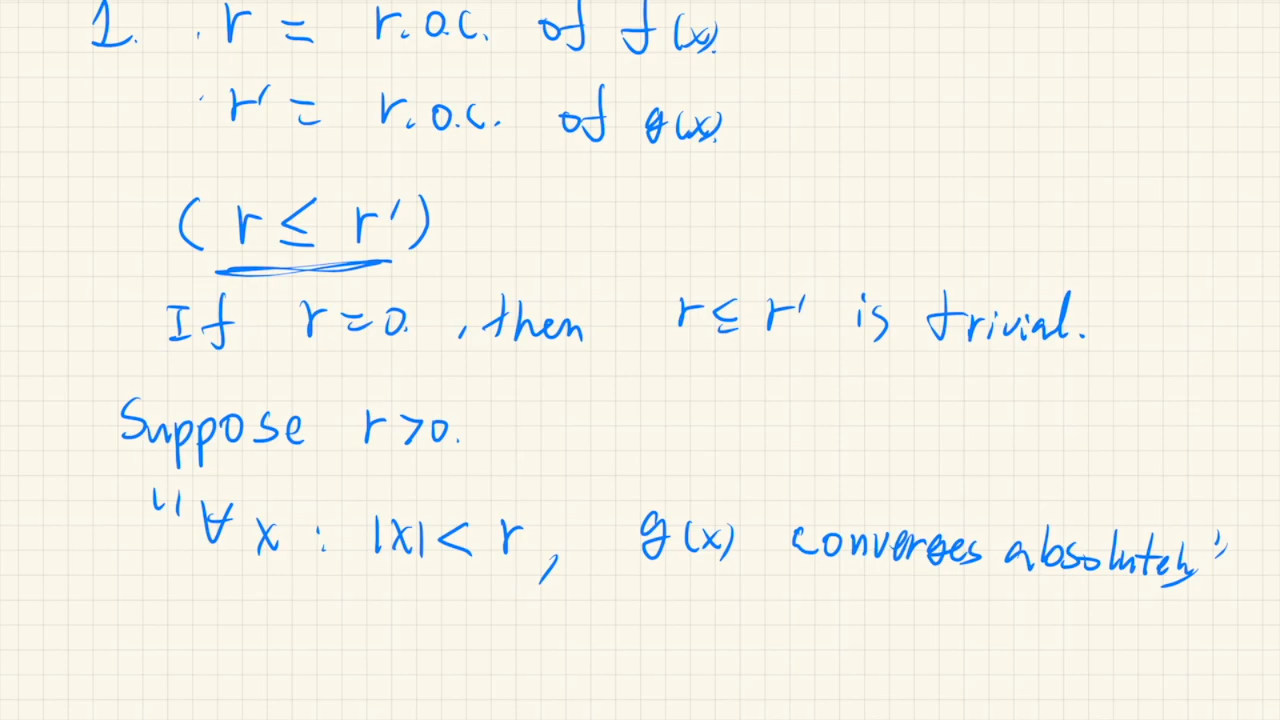 1. · r = r.o.c. of f(x).
· r' = r.o.c. of g(x).
( r ≤ r' )
If r = 0. , then r ≤ r' is trivial.
Suppose r > 0.
"∀ x : |x| < r , g(x) converges absolutely"